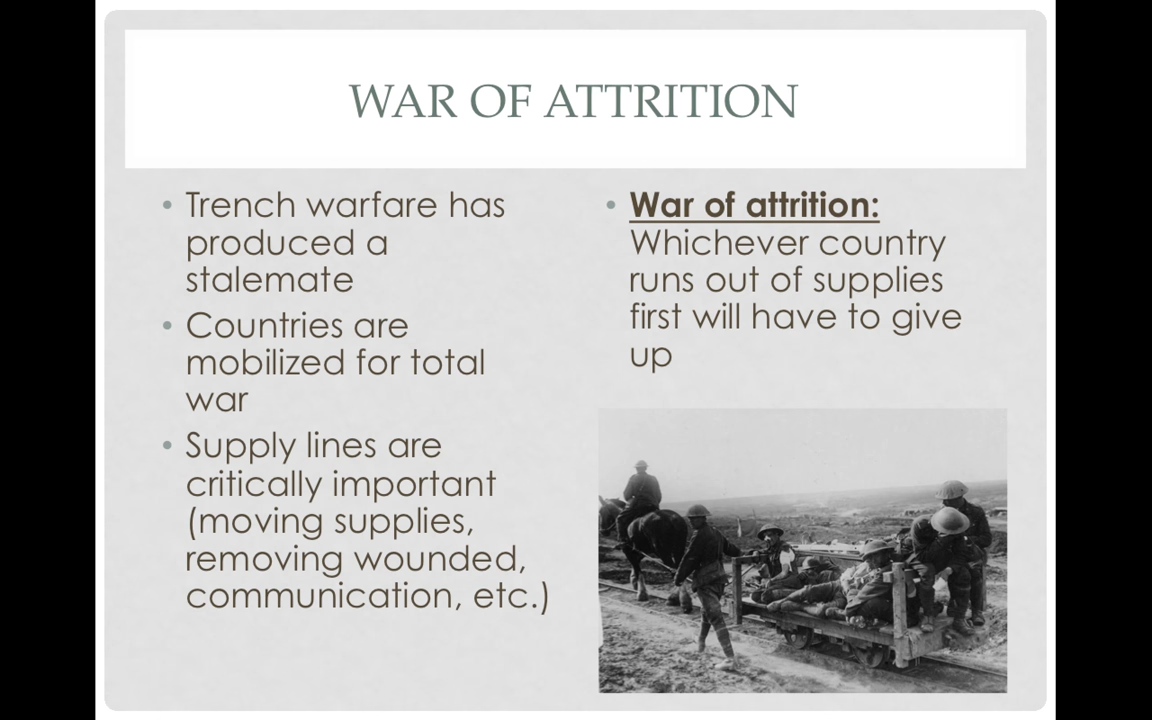 WAR OF ATTRITION
• Trench warfare has
produced a
stalemate
• Countries are
mobilized for total
war
• Supply lines are
critically important
(moving supplies,
removing wounded,
communication, etc.)
• War of attrition:
Whichever country
runs out of supplies
first will have to give
up